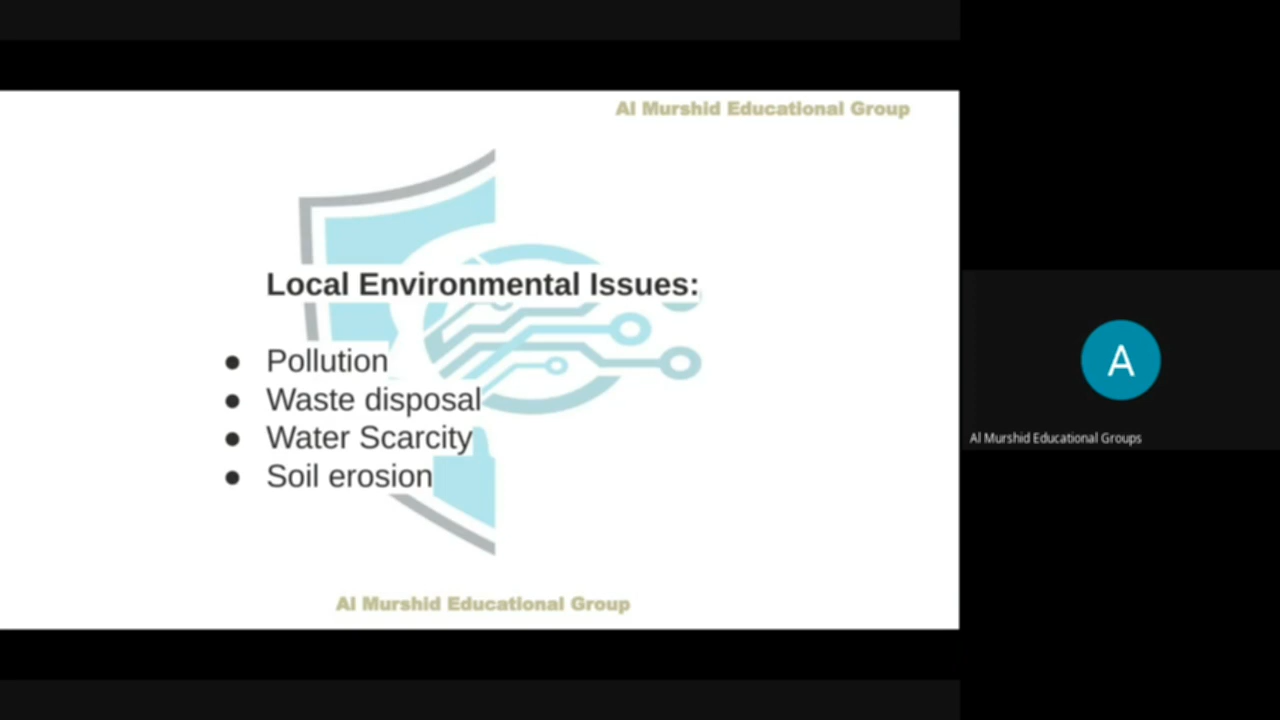 Al Murshid Educational Group
Local Environmental Issues:
● Pollution
● Waste disposal
● Water Scarcity
● Soil erosion
Al Murshid Educational Group
A
Al Murshid Educational Groups